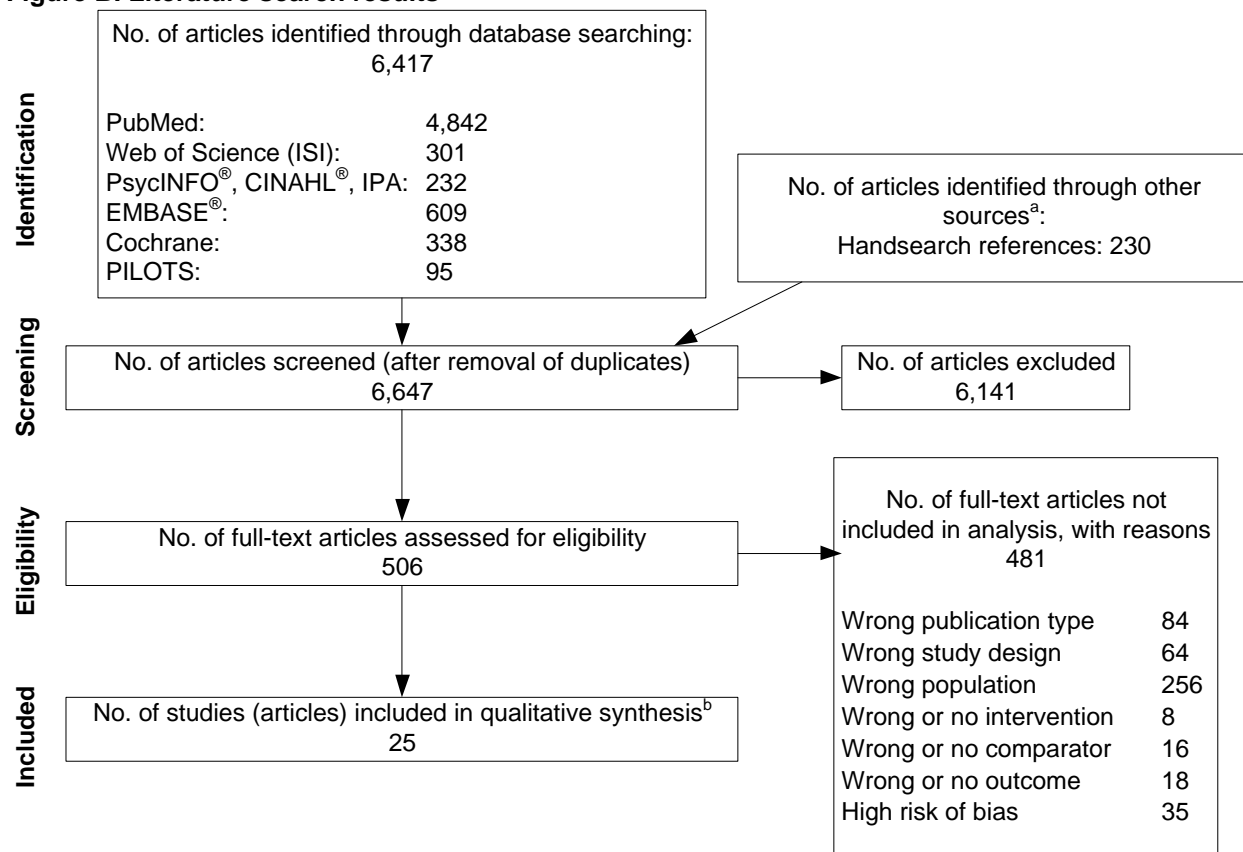 No. of articles identified through database searching:
6,417
PubMed: 4,842
Web of Science (ISI): 301
PsycINFO®, CINAHL®, IPA: 232
EMBASE®: 609
Cochrane: 338
PILOTS: 95
Identification
No. of articles identified through other
sourcesᵃ:
Handsearch references: 230
Screening
No. of articles screened (after removal of duplicates)
6,647
No. of articles excluded
6,141
Eligibility
No. of full-text articles assessed for eligibility
506
No. of full-text articles not
included in analysis, with reasons
481
Wrong publication type 84
Wrong study design 64
Wrong population 256
Wrong or no intervention 8
Wrong or no comparator 16
Wrong or no outcome 18
High risk of bias 35
Included
No. of studies (articles) included in qualitative synthesisᵇ
25